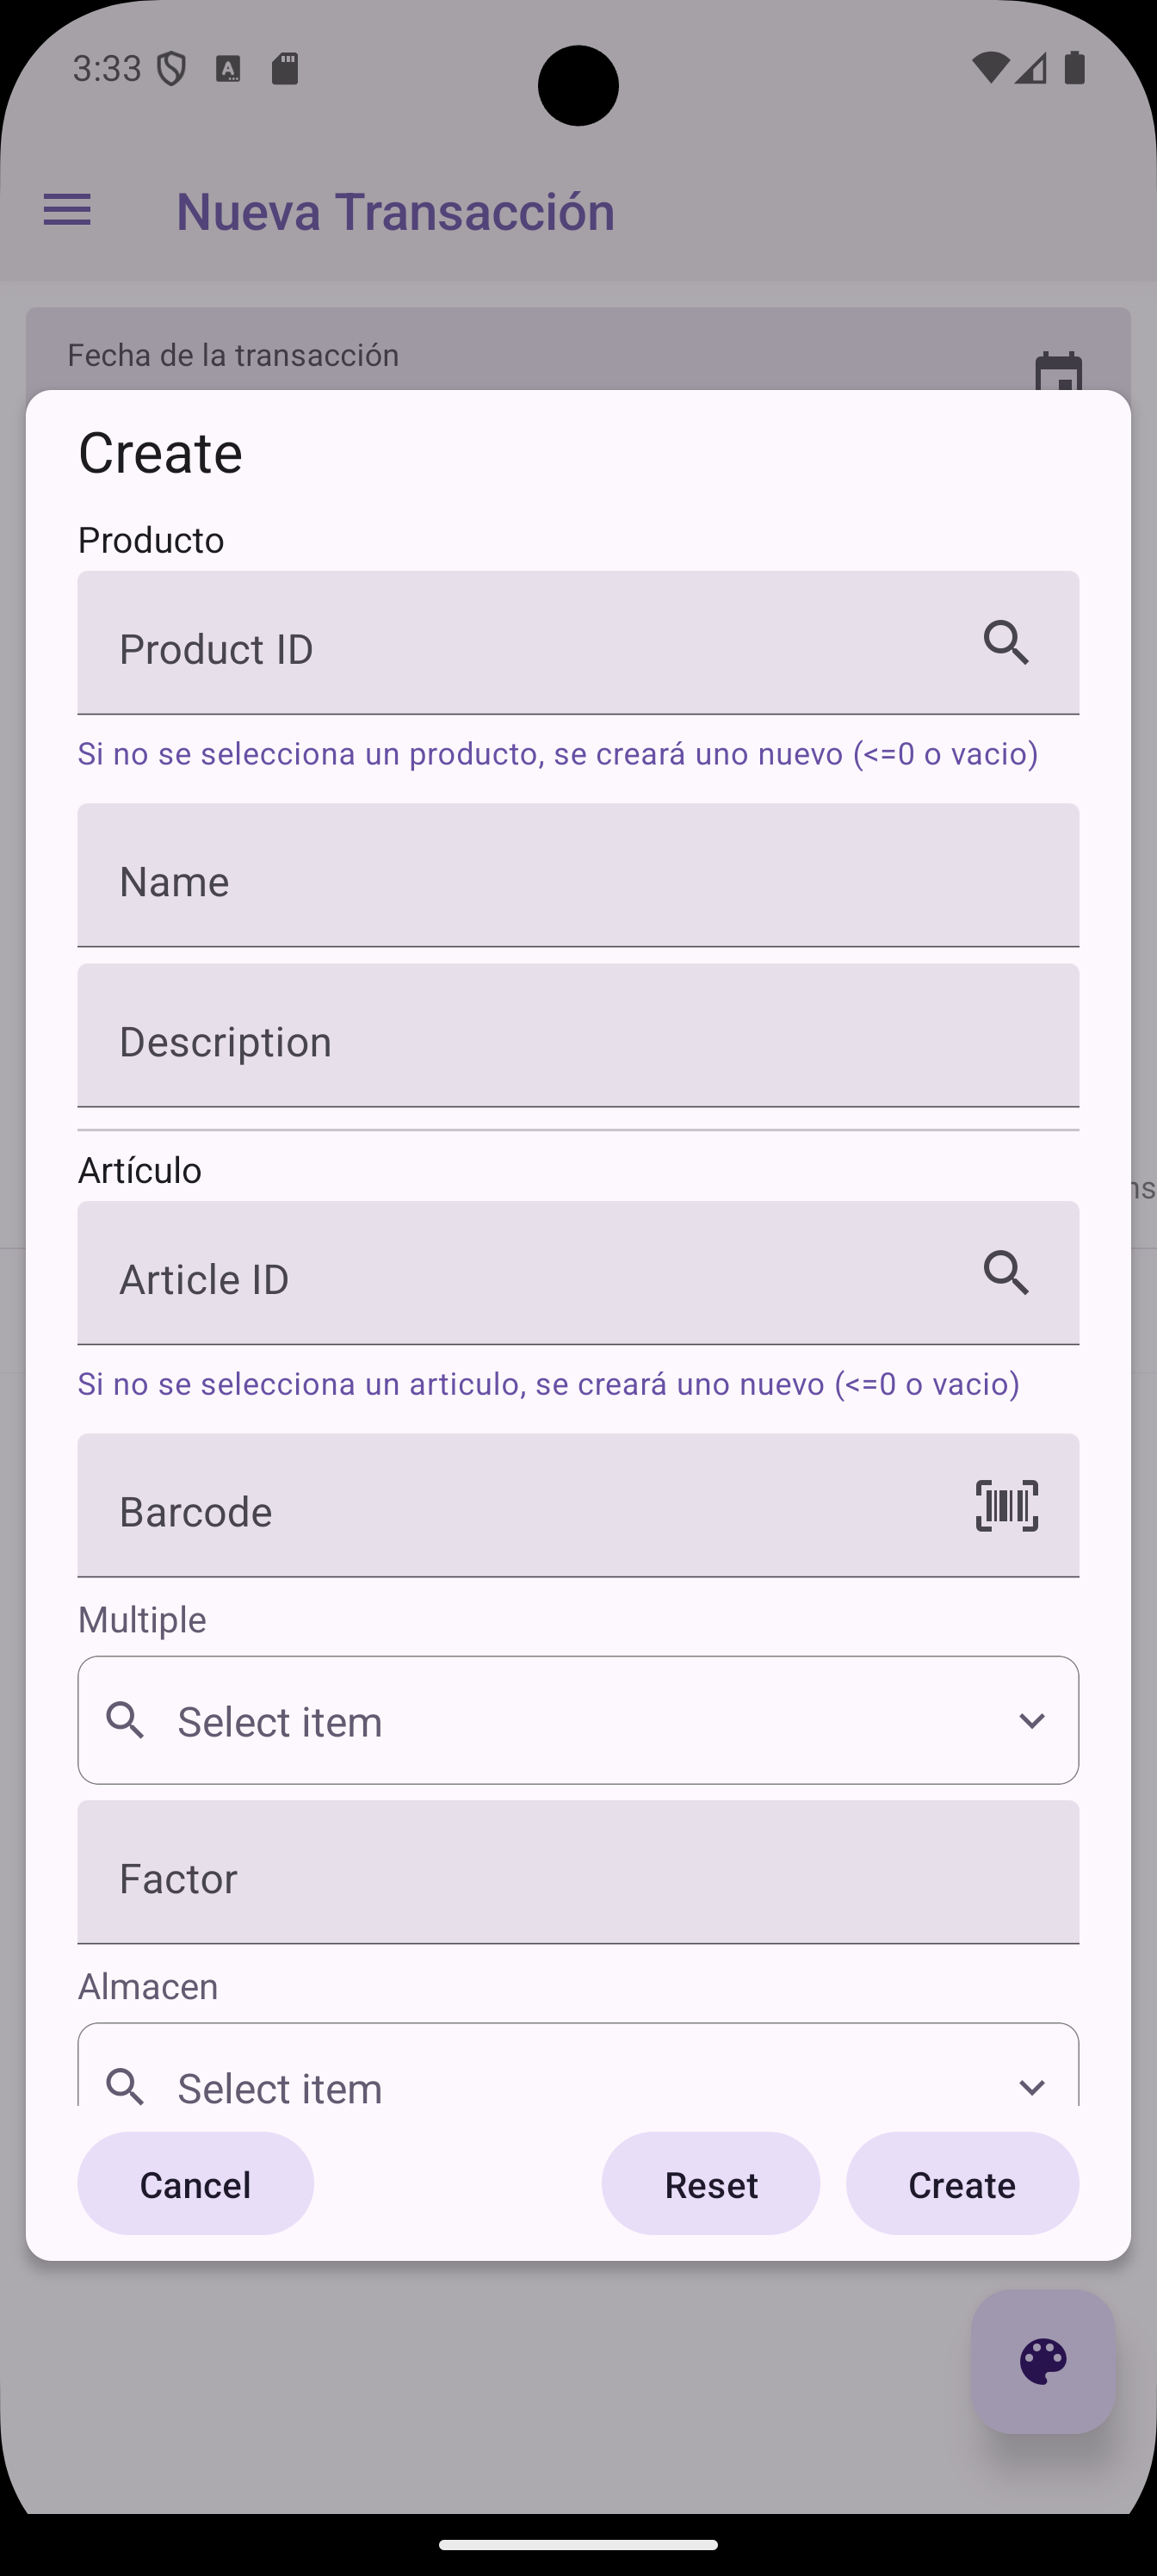 3:33
Nueva Transacción
Fecha de la transacción
Create
Producto
Product ID
Si no se selecciona un producto, se creará uno nuevo (<=0 o vacio)
Name
Description
Artículo
Article ID
Si no se selecciona un articulo, se creará uno nuevo (<=0 o vacio)
Barcode
Multiple
Select item
Factor
Almacen
Select item
Cancel
Reset
Create